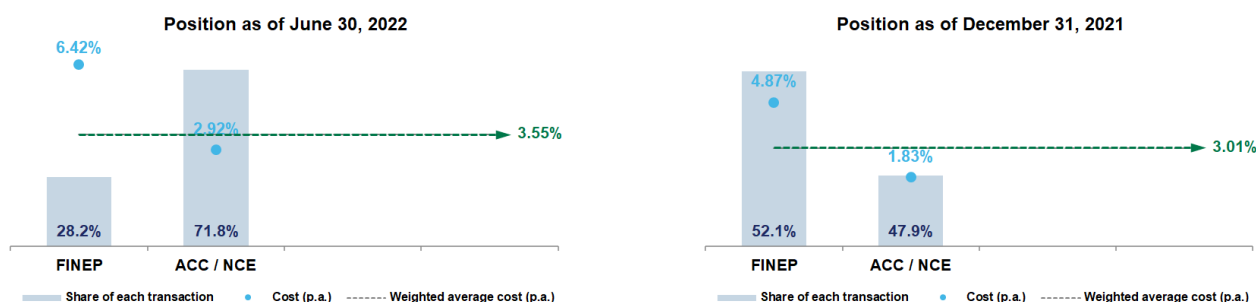 Position as of June 30, 2022
6.42%
2.92%
3.55%
28.2%
71.8%
FINEP
ACC / NCE
Share of each transaction
Cost (p.a.)
Weighted average cost (p.a.)
Position as of December 31, 2021
4.87%
1.83%
3.01%
52.1%
47.9%
FINEP
ACC / NCE
Share of each transaction
Cost (p.a.)
Weighted average cost (p.a.)